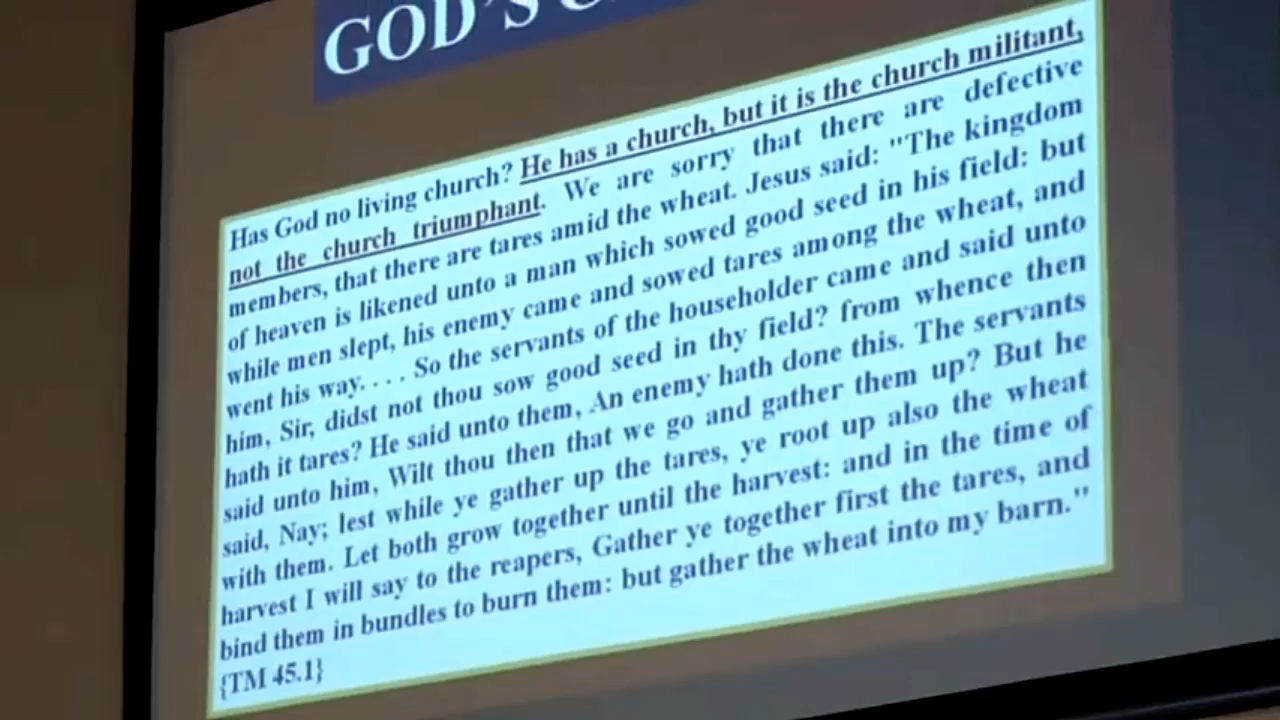 GOD'S
Has God no living church? He has a church, but it is the church militant,
not the church triumphant. We are sorry that there are defective
members, that there are tares amid the wheat. Jesus said: "The kingdom
of heaven is likened unto a man which sowed good seed in his field: but
while men slept, his enemy came and sowed tares among the wheat, and
went his way. . . . So the servants of the householder came and said unto
him, Sir, didst not thou sow good seed in thy field? from whence then
hath it tares? He said unto them, An enemy hath done this. The servants
said unto him, Wilt thou then that we go and gather them up? But he
said, Nay; lest while ye gather up the tares, ye root up also the wheat
with them. Let both grow together until the harvest: and in the time of
harvest I will say to the reapers, Gather ye together first the tares, and
bind them in bundles to burn them: but gather the wheat into my barn."
{TM 45.1}